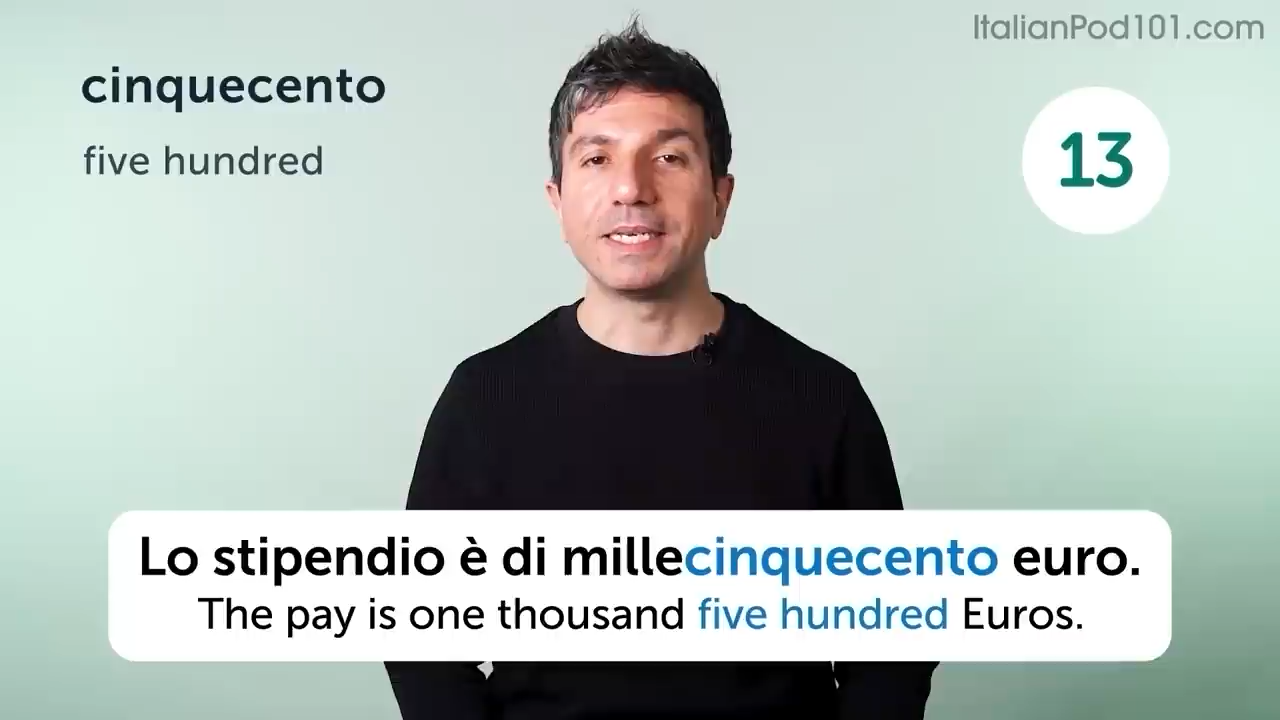 ItalianPod101.com
cinquecento
five hundred
13
Lo stipendio è di millecinquecento euro.
The pay is one thousand five hundred Euros.